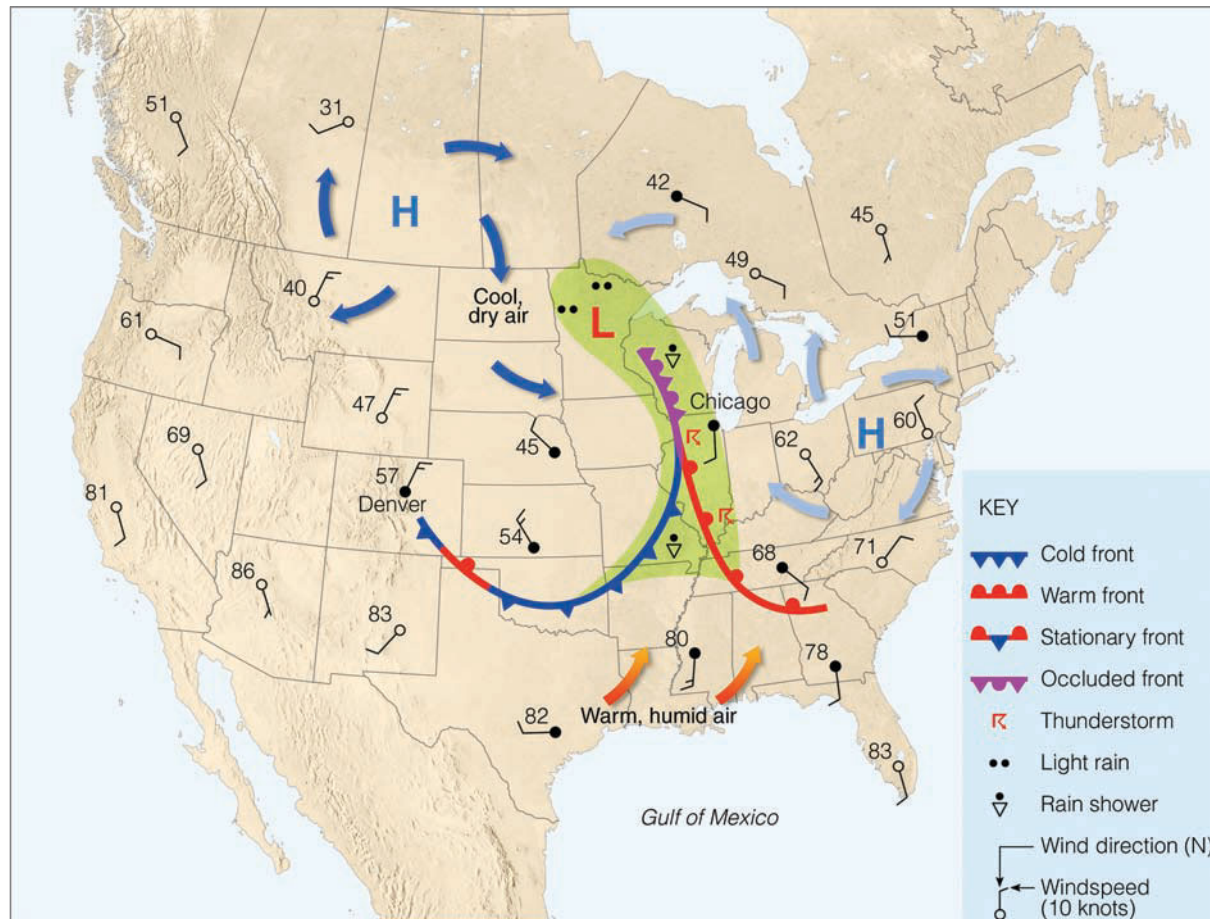 51
31
H
42
45
49
40
Cool,
dry air
L
61
51
47
Chicago
69
45
62
H
60
57
Denver
81
54
68
71
86
83
80
78
82
Warm, humid air
83
Gulf of Mexico
KEY
Cold front
Warm front
Stationary front
Occluded front
Thunderstorm
Light rain
Rain shower
Wind direction (N)
Windspeed
(10 knots)